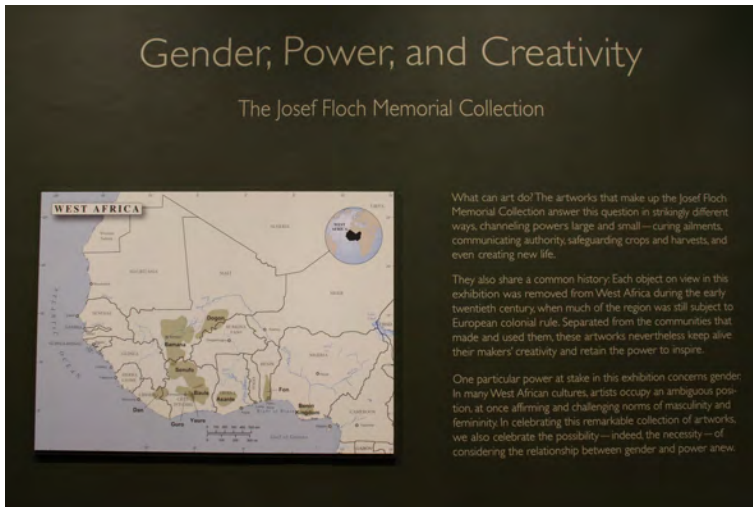 Gender, Power, and Creativity
The Josef Floch Memorial Collection
WEST AFRICA
What can art do? The artworks that make up the Josef Floch
Memorial Collection answer this question in strikingly different
ways, channeling powers large and small—curing ailments,
communicating authority, safeguarding crops and harvests, and
even creating new life.
They also share a common history: Each object on view in this
exhibition was removed from West Africa during the early
twentieth century, when much of the region was still subject to
European colonial rule. Separated from the communities that
made and used them, these artworks nevertheless keep alive
their makers' creativity and retain the power to inspire.
One particular power at stake in this exhibition concerns gender.
In many West African cultures, artists occupy an ambiguous posi-
tion, at once affirming and challenging norms of masculinity and
femininity. In celebrating this remarkable collection of artworks,
we also celebrate the possibility—indeed, the necessity—of
considering the relationship between gender and power anew.
ALGERIA
MALI
NIGER
Dogon
Bamana
Senufo
Baule
Asante
Fon
Benin
Kingdom
Dan
Guro
Yaure
NIGERIA
CAMEROON
Gulf of Guinea